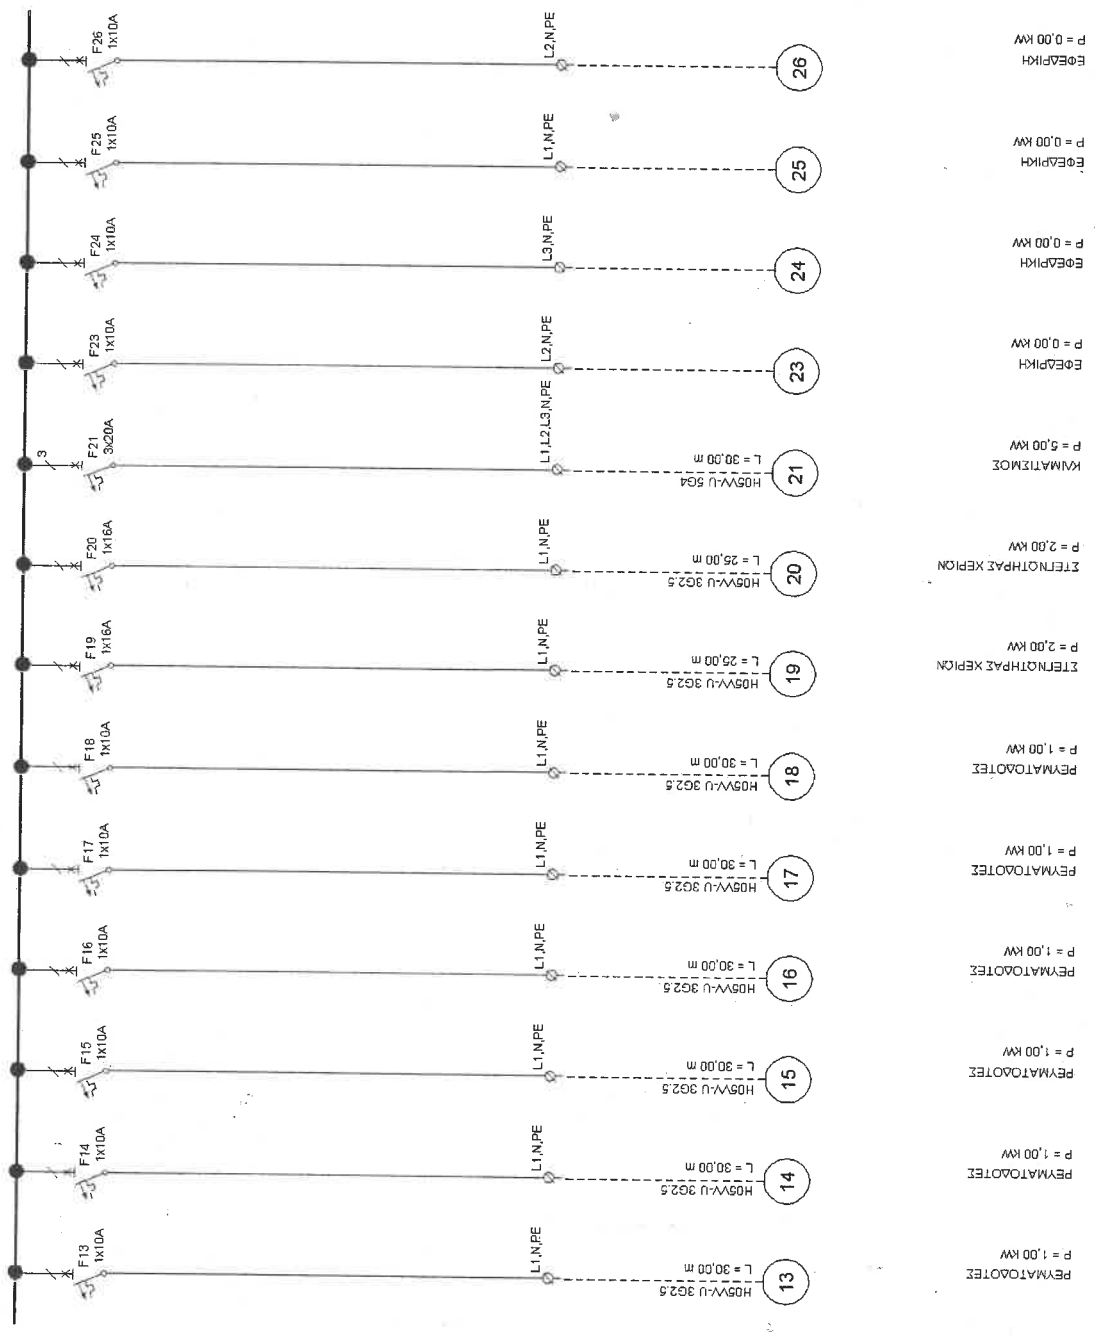 F26
1x10A
L2,N,PE
26
ΕΦΕΔΡΙΚΗ
P = 0,00 KW
F25
1x10A
L1,N,PE
25
ΕΦΕΔΡΙΚΗ
P = 0,00 KW
F24
1x10A
L3,N,PE
24
ΕΦΕΔΡΙΚΗ
P = 0,00 KW
F23
1x10A
L2,N,PE
23
ΕΦΕΔΡΙΚΗ
P = 0,00 KW
3
F21
3x20A
L1,L2,L3,N,PE
H05VV-U 5G4
L = 30,00 m
21
ΚΛΙΜΑΤΙΣΜΟΣ
P = 5,00 KW
F20
1x16A
L1,N,PE
H05VV-U 3G2.5
L = 25,00 m
20
ΣΤΕΓΝΩΤΗΡΑΣ ΧΕΡΙΩΝ
P = 2,00 KW
F19
1x16A
L1,N,PE
H05VV-U 3G2.5
L = 25,00 m
19
ΣΤΕΓΝΩΤΗΡΑΣ ΧΕΡΙΩΝ
P = 2,00 KW
F18
1x10A
L1,N,PE
H05VV-U 3G2.5
L = 30,00 m
18
ΡΕΥΜΑΤΟΔΟΤΕΣ
P = 1,00 KW
F17
1x10A
L1,N,PE
H05VV-U 3G2.5
L = 30,00 m
17
ΡΕΥΜΑΤΟΔΟΤΕΣ
P = 1,00 KW
F16
1x10A
L1,N,PE
H05VV-U 3G2.5
L = 30,00 m
16
ΡΕΥΜΑΤΟΔΟΤΕΣ
P = 1,00 KW
F15
1x10A
L1,N,PE
H05VV-U 3G2.5
L = 30,00 m
15
ΡΕΥΜΑΤΟΔΟΤΕΣ
P = 1,00 KW
F14
1x10A
L1,N,PE
H05VV-U 3G2.5
L = 30,00 m
14
ΡΕΥΜΑΤΟΔΟΤΕΣ
P = 1,00 KW
F13
1x10A
L1,N,PE
H05VV-U 3G2.5
L = 30,00 m
13
ΡΕΥΜΑΤΟΔΟΤΕΣ
P = 1,00 KW